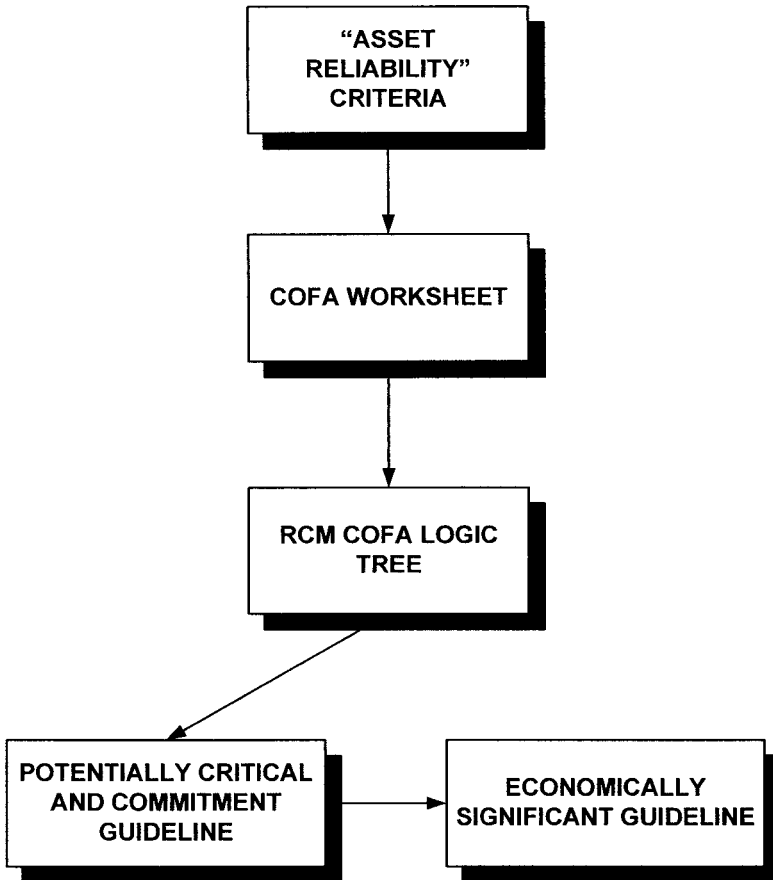 “ASSET
RELIABILITY”
CRITERIA
COFA WORKSHEET
RCM COFA LOGIC
TREE
POTENTIALLY CRITICAL
AND COMMITMENT
GUIDELINE
ECONOMICALLY
SIGNIFICANT GUIDELINE